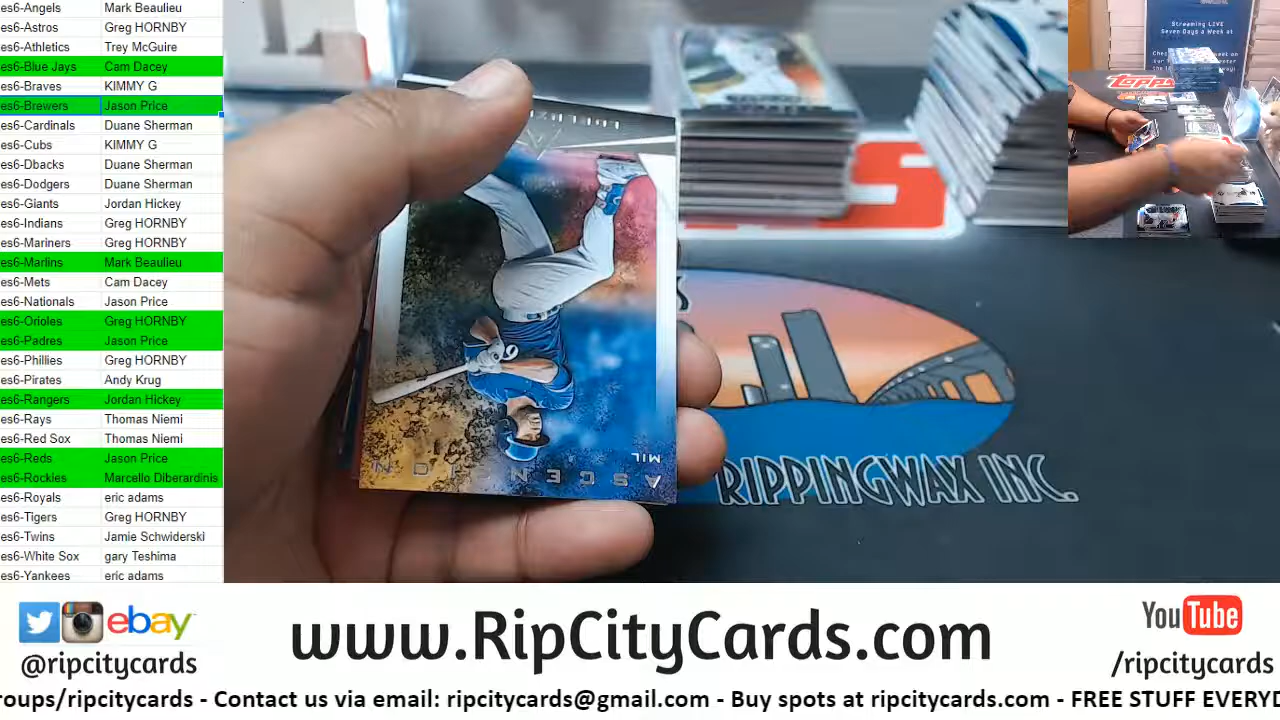 es6-Angels Mark Beaulieu
es6-Astros Greg HORNBY
es6-Athletics Trey McGuire
es6-Blue Jays Cam Dacey
es6-Braves KIMMY G
es6-Brewers Jason Price
es6-Cardinals Duane Sherman
es6-Cubs KIMMY G
es6-Dbacks Duane Sherman
es6-Dodgers Duane Sherman
es6-Giants Jordan Hickey
es6-Indians Greg HORNBY
es6-Mariners Greg HORNBY
es6-Marlins Mark Beaulieu
es6-Mets Cam Dacey
es6-Nationals Jason Price
es6-Orioles Greg HORNBY
es6-Padres Jason Price
es6-Phillies Greg HORNBY
es6-Pirates Andy Krug
es6-Rangers Jordan Hickey
es6-Rays Thomas Niemi
es6-Red Sox Thomas Niemi
es6-Reds Jason Price
es6-Rockies Marcello Diberardinis
es6-Royals eric adams
es6-Tigers Greg HORNBY
es6-Twins Jamie Schwiderski
es6-White Sox gary Teshima
es6-Yankees eric adams
Streaming LIVE
Seven Days a Week at
Topps
MIL
ASCENSION
RIPPINGWAX INC.
ebay
@ripcitycards
www.RipCityCards.com
YouTube
/ripcitycards
roups/ripcitycards - Contact us via email: ripcitycards@gmail.com - Buy spots at ripcitycards.com - FREE STUFF EVERYD